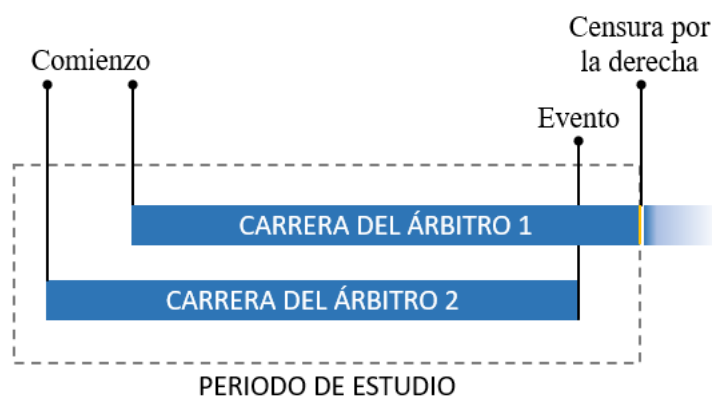 Censura por
la derecha
Comienzo
Evento
CARRERA DEL ÁRBITRO 1
CARRERA DEL ÁRBITRO 2
PERIODO DE ESTUDIO